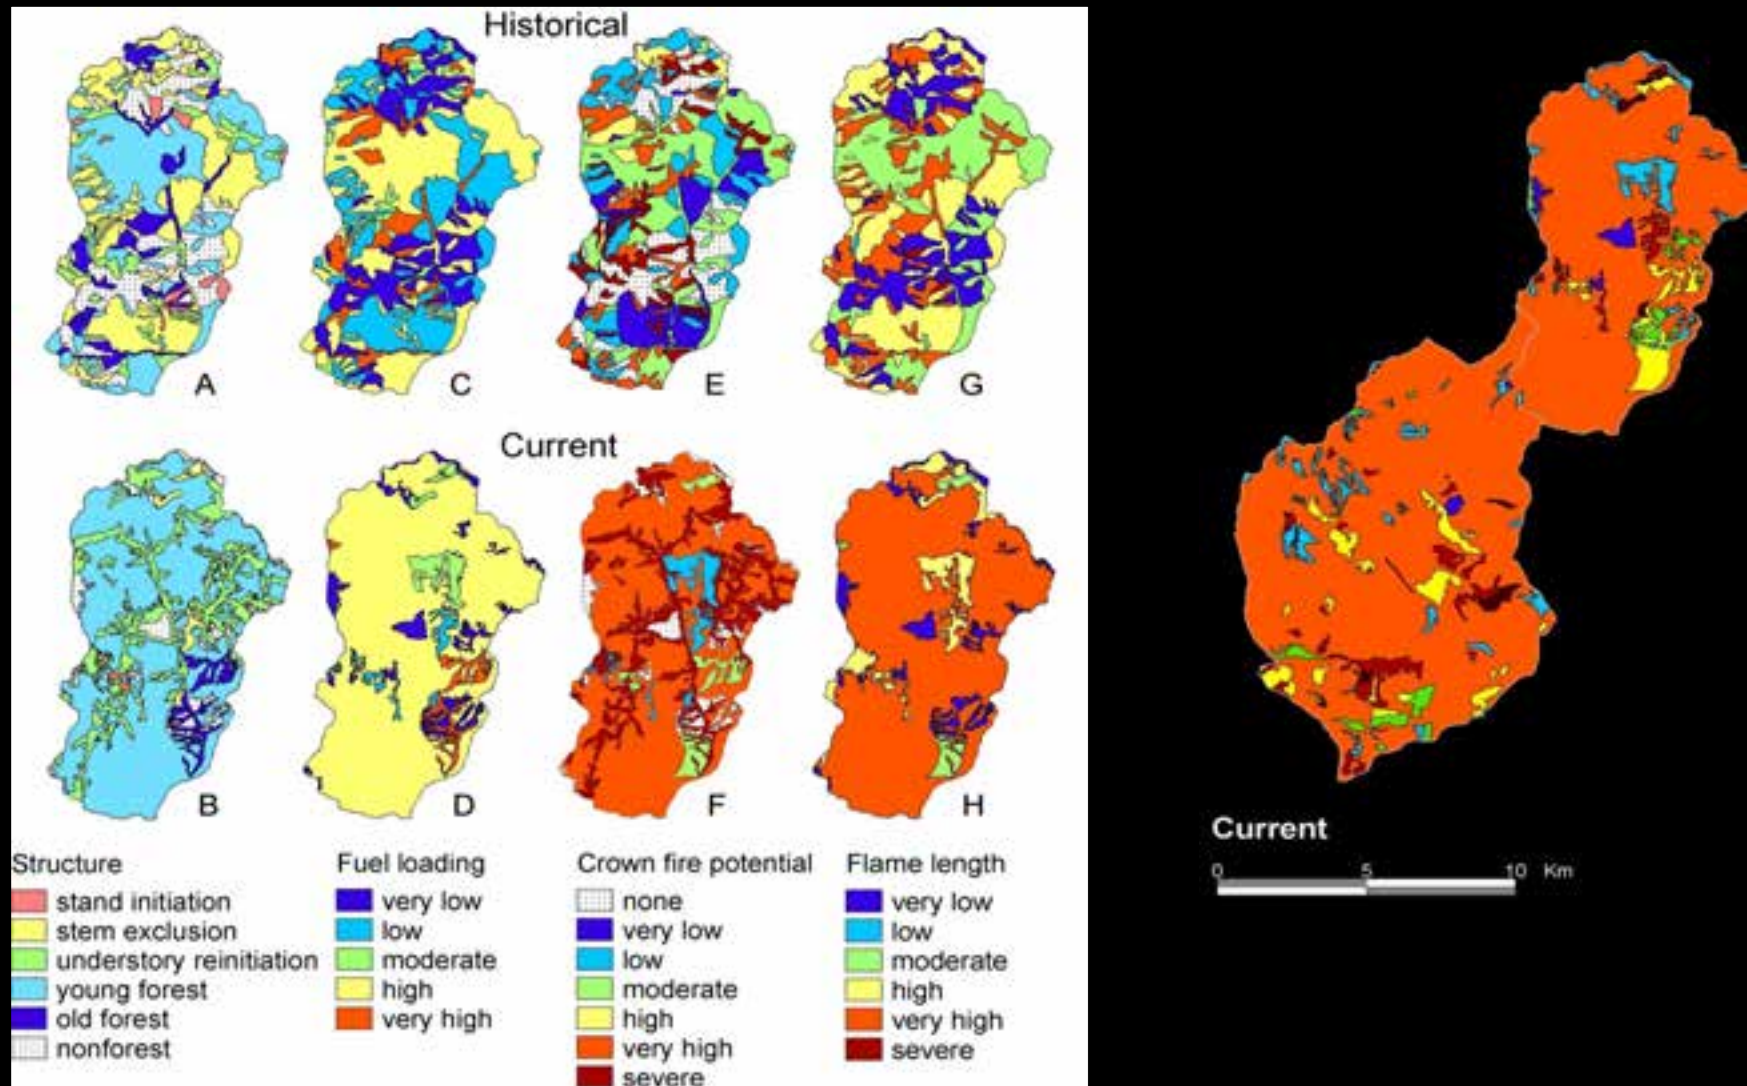 Historical
A C E G
Current
B D F H
Structure
stand initiation
stem exclusion
understory reinitiation
young forest
old forest
nonforest
Fuel loading
very low
low
moderate
high
very high
Crown fire potential
none
very low
low
moderate
high
very high
severe
Flame length
very low
low
moderate
high
very high
severe
Current
0 5 10 Km